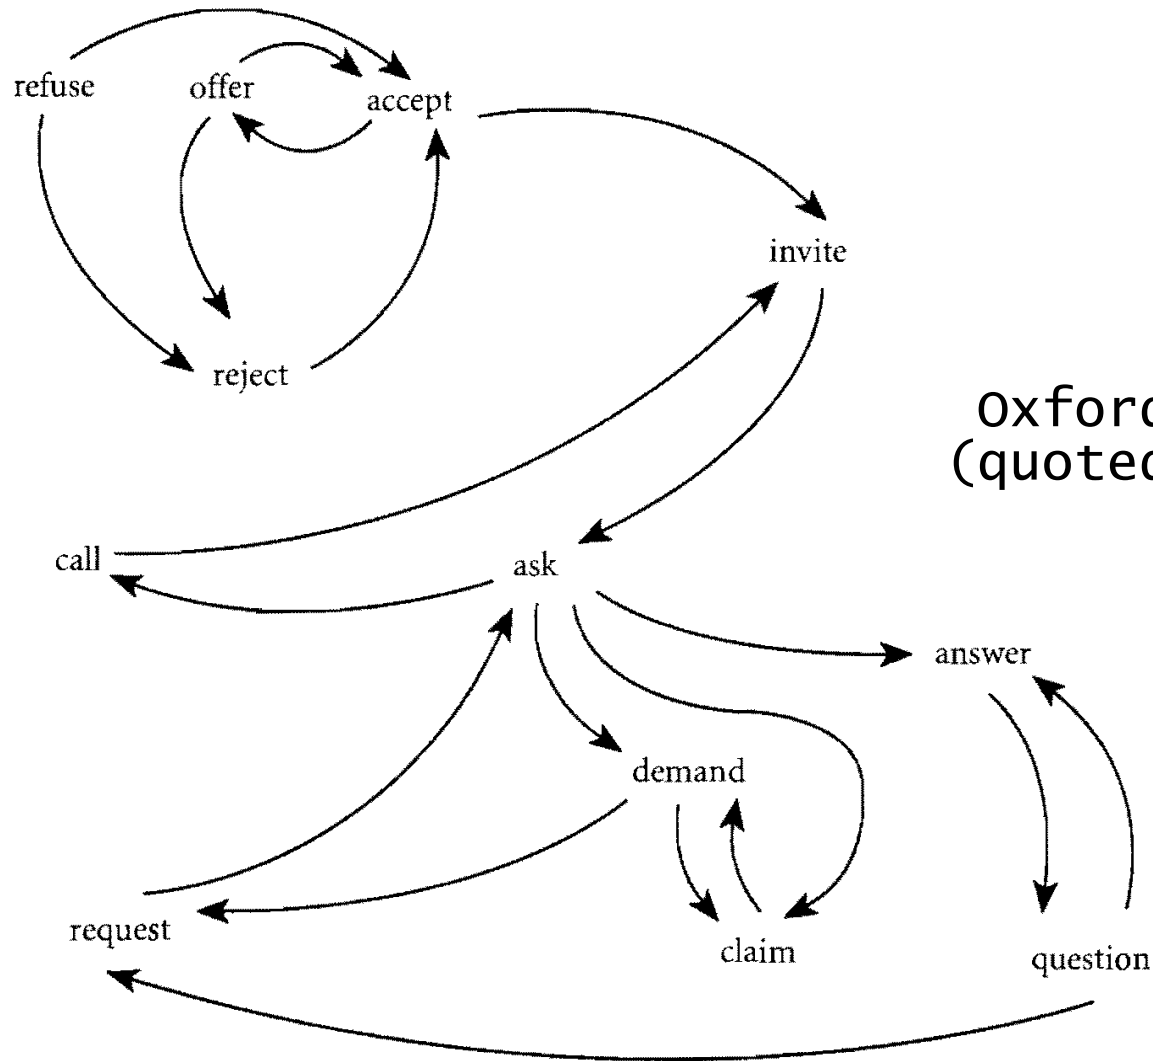 refuse
offer
accept
invite
reject
Oxford
(quoted
call
ask
answer
demand
request
claim
question